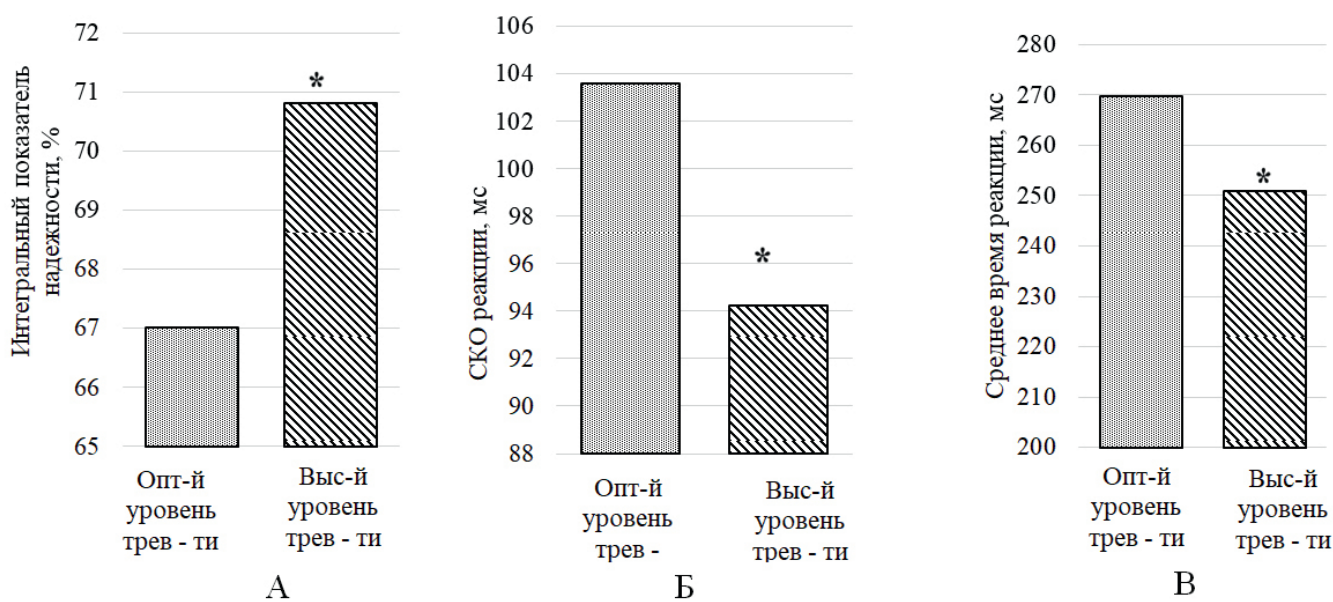 Интегральный показатель
надежности, %
72
71
70
69
68
67
66
65
*
Опт-й
уровень
трев - ти
Выс-й
уровень
трев - ти
А
СКО реакции, мс
106
104
102
100
98
96
94
92
90
88
*
Опт-й
уровень
трев -
Выс-й
уровень
трев - ти
Б
Среднее время реакции, мс
280
270
260
250
240
230
220
210
200
*
Опт-й
уровень
трев - ти
Выс-й
уровень
трев - ти
В